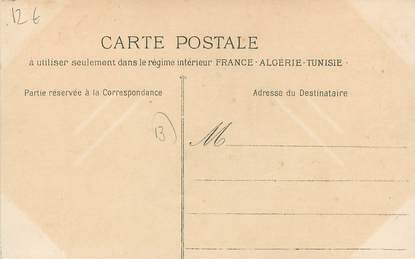 12€
CARTE POSTALE
à utiliser seulement dans le régime intérieur FRANCE - ALGÉRIE - TUNISIE -
Partie réservée à la Correspondance
Adresse du Destinataire
13)
M